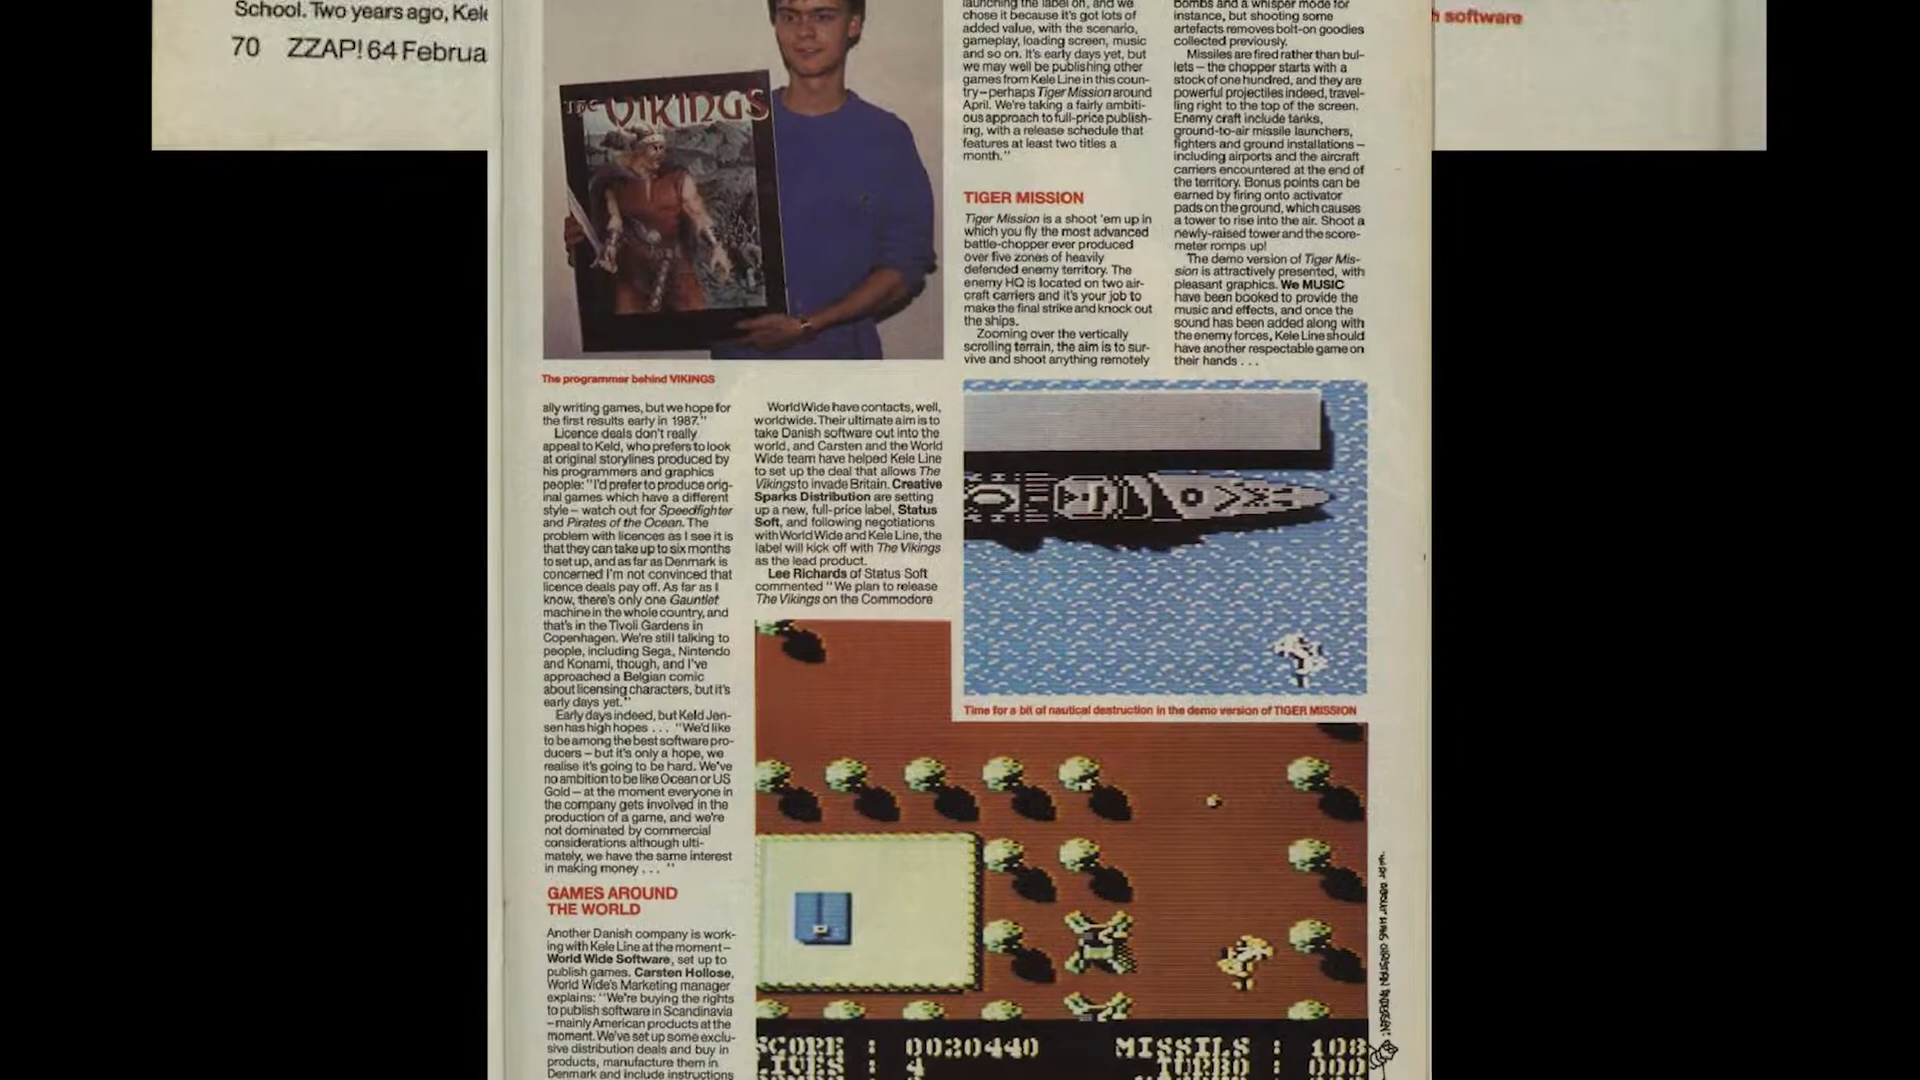 School. Two years ago, Kele
70 ZZAP! 64 Februa
THE VIKINGS
The programmer behind VIKINGS
ally writing games, but we hope for
the first results early in 1987."
Licence deals don't really
appeal to Keld, who prefers to look
at original storylines produced by
his programmers and graphics
people: "I'd prefer to produce orig-
inal games which have a different
style – watch out for Speedfighter
and Pirates of the Ocean. The
problem with licences as I see it is
that they can take up to six months
to set up, and as far as Denmark is
concerned I'm not convinced that
licence deals pay off. As far as I
know, there's only one Gauntlet
machine in the whole country, and
that's in the Tivoli Gardens in
Copenhagen. We're still talking to
people, including Sega, Nintendo
and Konami, though, and I've
approached a Belgian comic
about licensing characters, but it's
early days yet."
Early days indeed, but Keld Jen-
sen has high hopes . . . "We'd like
to be among the best software pro-
ducers – but it's only a hope, we
realise it's going to be hard. We've
no ambition to be like Ocean or US
Gold – at the moment everyone in
the company gets involved in the
production of a game, and we're
not dominated by commercial
considerations although ulti-
mately, we have the same interest
in making money . . . "
GAMES AROUND
THE WORLD
Another Danish company is work-
ing with Kele Line at the moment –
World Wide Software, set up to
publish games. Carsten Hollose,
World Wide's Marketing manager
explains: "We're buying the rights
to publish software in Scandinavia
– mainly American products at the
moment. We've set up some exclu-
sive distribution deals and buy in
products, manufacture them in
Denmark and include instructions
World Wide have contacts, well,
worldwide. Their ultimate aim is to
take Danish software out into the
world, and Carsten and the World
Wide team have helped Kele Line
to set up the deal that allows The
Vikings to invade Britain. Creative
Sparks Distribution are setting
up a new, full-price label, Status
Soft, and following negotiations
with World Wide and Kele Line, the
label will kick off with The Vikings
as the lead product.
Lee Richards of Status Soft
commented "We plan to release
The Vikings on the Commodore
launching the label on, and we
chose it because it's got lots of
added value, with the scenario,
gameplay, loading screen, music
and so on. It's early days yet, but
we may well be publishing other
games from Kele Line in this coun-
try – perhaps Tiger Mission around
April. We're taking a fairly ambiti-
ous approach to full-price publish-
ing, with a release schedule that
features at least two titles a
month."
TIGER MISSION
Tiger Mission is a shoot 'em up in
which you fly the most advanced
battle-chopper ever produced
over five zones of heavily
defended enemy territory. The
enemy HQ is located on two air-
craft carriers and it's your job to
make the final strike and knock out
the ships.
Zooming over the vertically
scrolling terrain, the aim is to sur-
vive and shoot anything remotely
bombs and a whisper mode for
instance, but shooting some
artefacts removes bolt-on goodies
collected previously.
Missiles are fired rather than bul-
lets – the chopper starts with a
stock of one hundred, and they are
powerful projectiles indeed, travel-
ling right to the top of the screen.
Enemy craft include tanks,
ground-to-air missile launchers,
fighters and ground installations –
including airports and the aircraft
carriers encountered at the end of
the territory. Bonus points can be
earned by firing onto activator
pads on the ground, which causes
a tower to rise into the air. Shoot a
newly-raised tower and the score-
meter romps up!
The demo version of Tiger Mis-
sion is attractively presented, with
pleasant graphics. We MUSIC
have been booked to provide the
music and effects, and once the
sound has been added along with
the enemy forces, Kele Line should
have another respectable game on
their hands . . .
Time for a bit of nautical destruction in the demo version of TIGER MISSION
SCORE : 0030440
MISSILS : 108
LIVES : 4
TURBO : 000
software